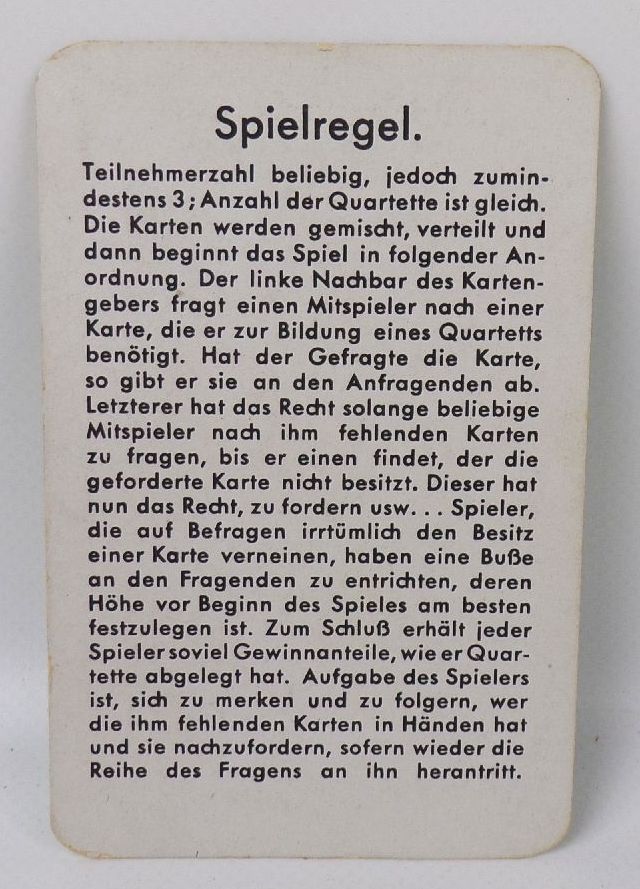 Spielregel.
Teilnehmerzahl beliebig, jedoch zumin-
destens 3; Anzahl der Quartette ist gleich.
Die Karten werden gemischt, verteilt und
dann beginnt das Spiel in folgender An-
ordnung. Der linke Nachbar des Karten-
gebers fragt einen Mitspieler nach einer
Karte, die er zur Bildung eines Quartetts
benötigt. Hat der Gefragte die Karte,
so gibt er sie an den Anfragenden ab.
Letzterer hat das Recht solange beliebige
Mitspieler nach ihm fehlenden Karten
zu fragen, bis er einen findet, der die
geforderte Karte nicht besitzt. Dieser hat
nun das Recht, zu fordern usw... Spieler,
die auf Befragen irrtümlich den Besitz
einer Karte verneinen, haben eine Buße
an den Fragenden zu entrichten, deren
Höhe vor Beginn des Spieles am besten
festzulegen ist. Zum Schluß erhält jeder
Spieler soviel Gewinnanteile, wie er Quar-
tette abgelegt hat. Aufgabe des Spielers
ist, sich zu merken und zu folgern, wer
die ihm fehlenden Karten in Händen hat
und sie nachzufordern, sofern wieder die
Reihe des Fragens an ihn herantritt.